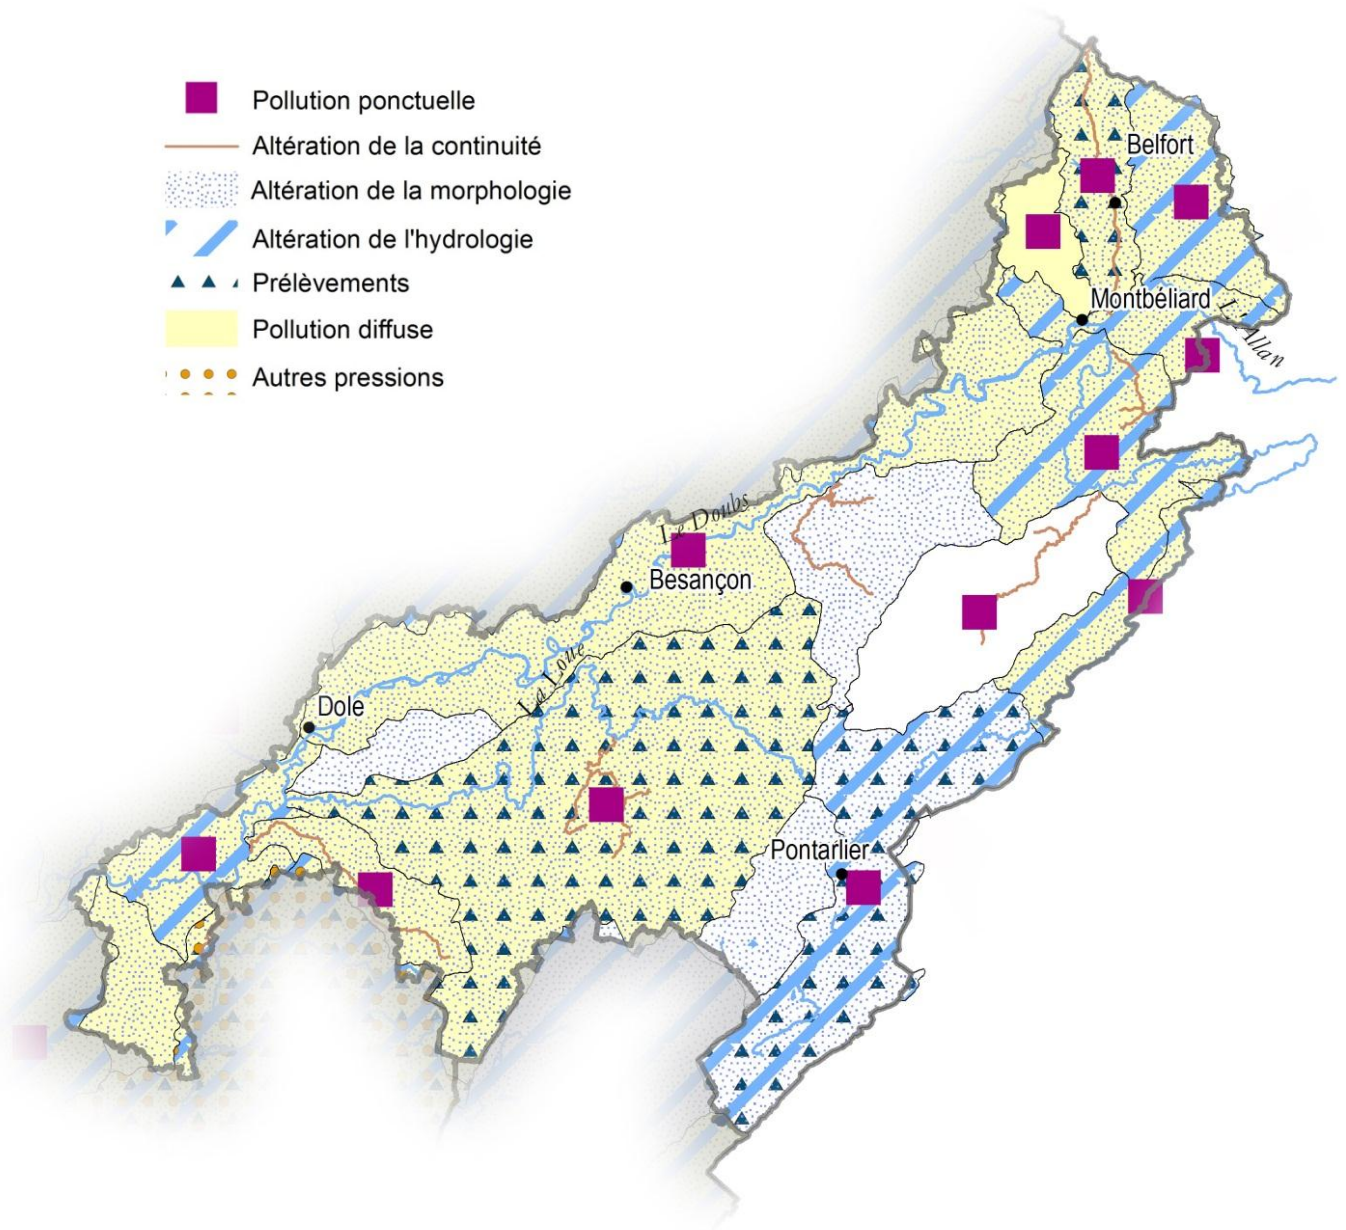 Pollution ponctuelle
Altération de la continuité
Altération de la morphologie
Altération de l'hydrologie
Prélèvements
Pollution diffuse
Autres pressions
Belfort
Montbéliard
L'Allan
Le Doubs
Besançon
La Loue
Dole
Pontarlier